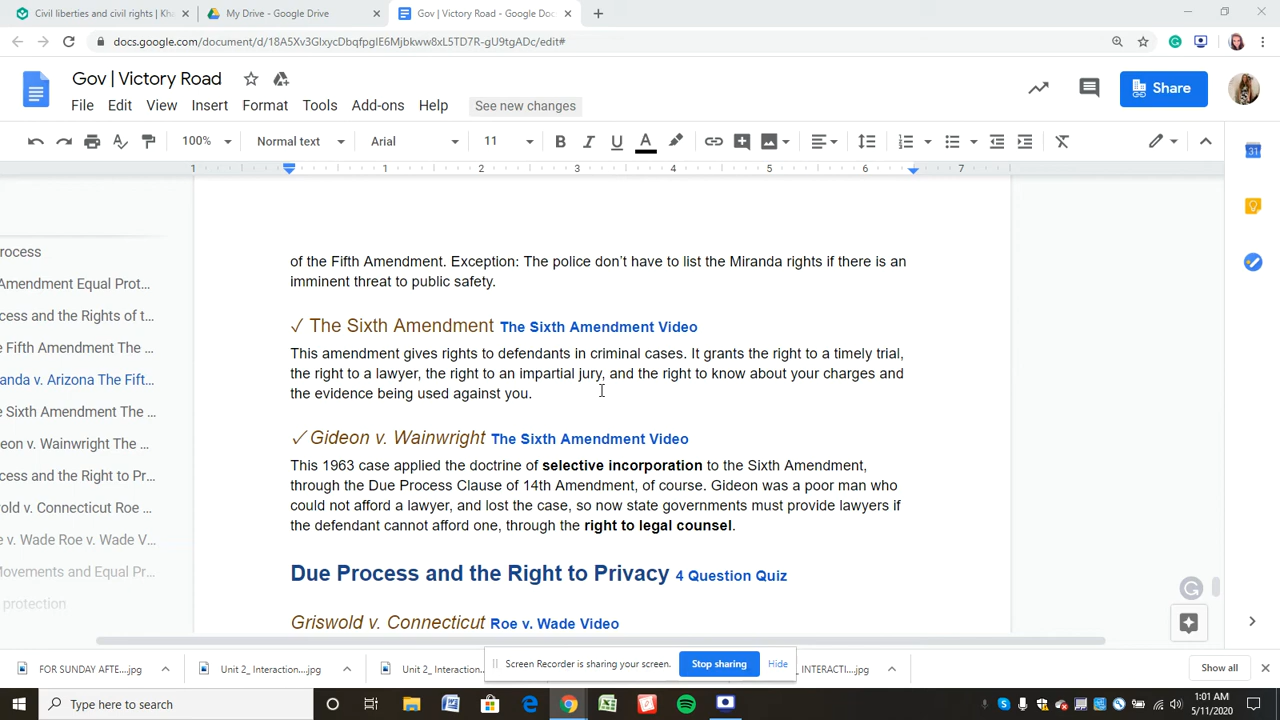 Civil liberties and civil rights | Kha
My Drive - Google Drive
Gov | Victory Road - Google Doc
docs.google.com/document/d/18A5Xv3GlxycDbqfpgIE6Mjbkww8xL5TD7R-gU9tgADc/edit#
Gov | Victory Road
File Edit View Insert Format Tools Add-ons Help See new changes
Share
100% Normal text Arial 11 B I U A
1 1 2 3 4 5 6 7
31
rocess
Amendment Equal Prot...
cess and the Rights of t...
e Fifth Amendment The ...
anda v. Arizona The Fift...
e Sixth Amendment The ...
eon v. Wainwright The ...
cess and the Right to Pr...
vold v. Connecticut Roe ...
e v. Wade Roe v. Wade V...
Movements and Equal Pr...
protection
of the Fifth Amendment. Exception: The police don't have to list the Miranda rights if there is an
imminent threat to public safety.
✓ The Sixth Amendment The Sixth Amendment Video
This amendment gives rights to defendants in criminal cases. It grants the right to a timely trial,
the right to a lawyer, the right to an impartial jury, and the right to know about your charges and
the evidence being used against you.
✓ Gideon v. Wainwright The Sixth Amendment Video
This 1963 case applied the doctrine of selective incorporation to the Sixth Amendment,
through the Due Process Clause of 14th Amendment, of course. Gideon was a poor man who
could not afford a lawyer, and lost the case, so now state governments must provide lawyers if
the defendant cannot afford one, through the right to legal counsel.
Due Process and the Right to Privacy 4 Question Quiz
Griswold v. Connecticut Roe v. Wade Video
FOR SUNDAY AFTE....jpg
Unit 2_ Interaction....jpg
Unit 2_ Interaction
_ INTERACTI....jpg
Show all
Screen Recorder is sharing your screen. Stop sharing Hide
Type here to search
1:01 AM
5/11/2020